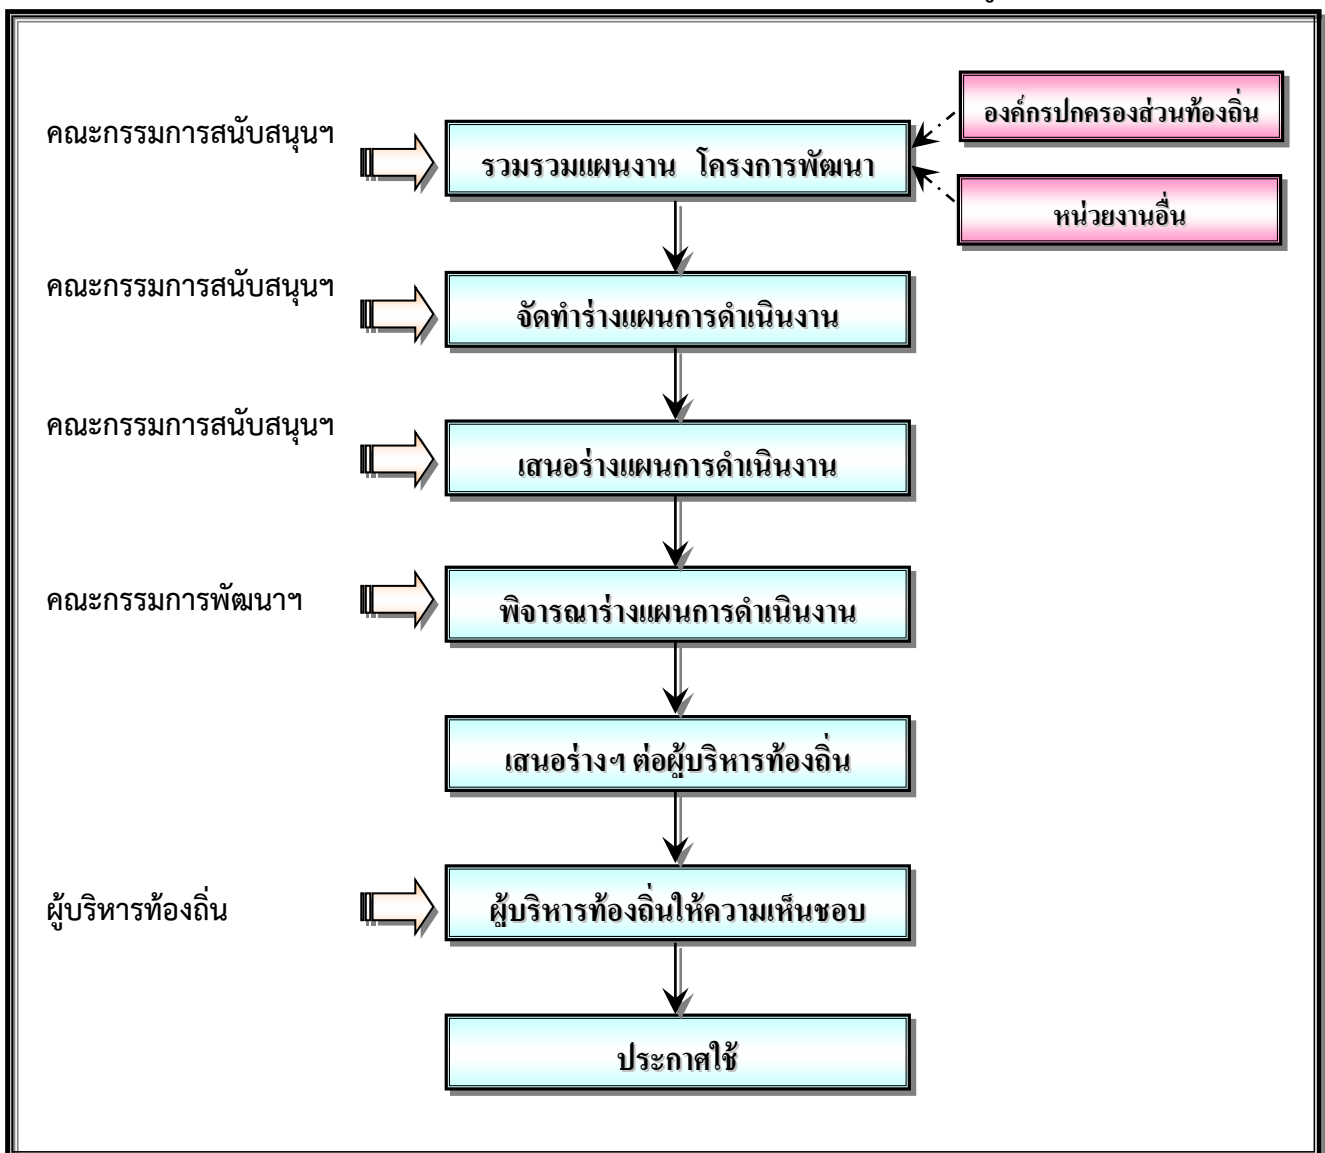 องค์กรปกครองส่วนท้องถิ่น
คณะกรรมการสนับสนุนฯ
รวมรวมแผนงาน โครงการพัฒนา
หน่วยงานอื่น
คณะกรรมการสนับสนุนฯ
จัดทำร่างแผนการดำเนินงาน
คณะกรรมการสนับสนุนฯ
เสนอร่างแผนการดำเนินงาน
คณะกรรมการพัฒนาฯ
พิจารณาร่างแผนการดำเนินงาน
เสนอร่างฯ ต่อผู้บริหารท้องถิ่น
ผู้บริหารท้องถิ่น
ผู้บริหารท้องถิ่นให้ความเห็นชอบ
ประกาศใช้